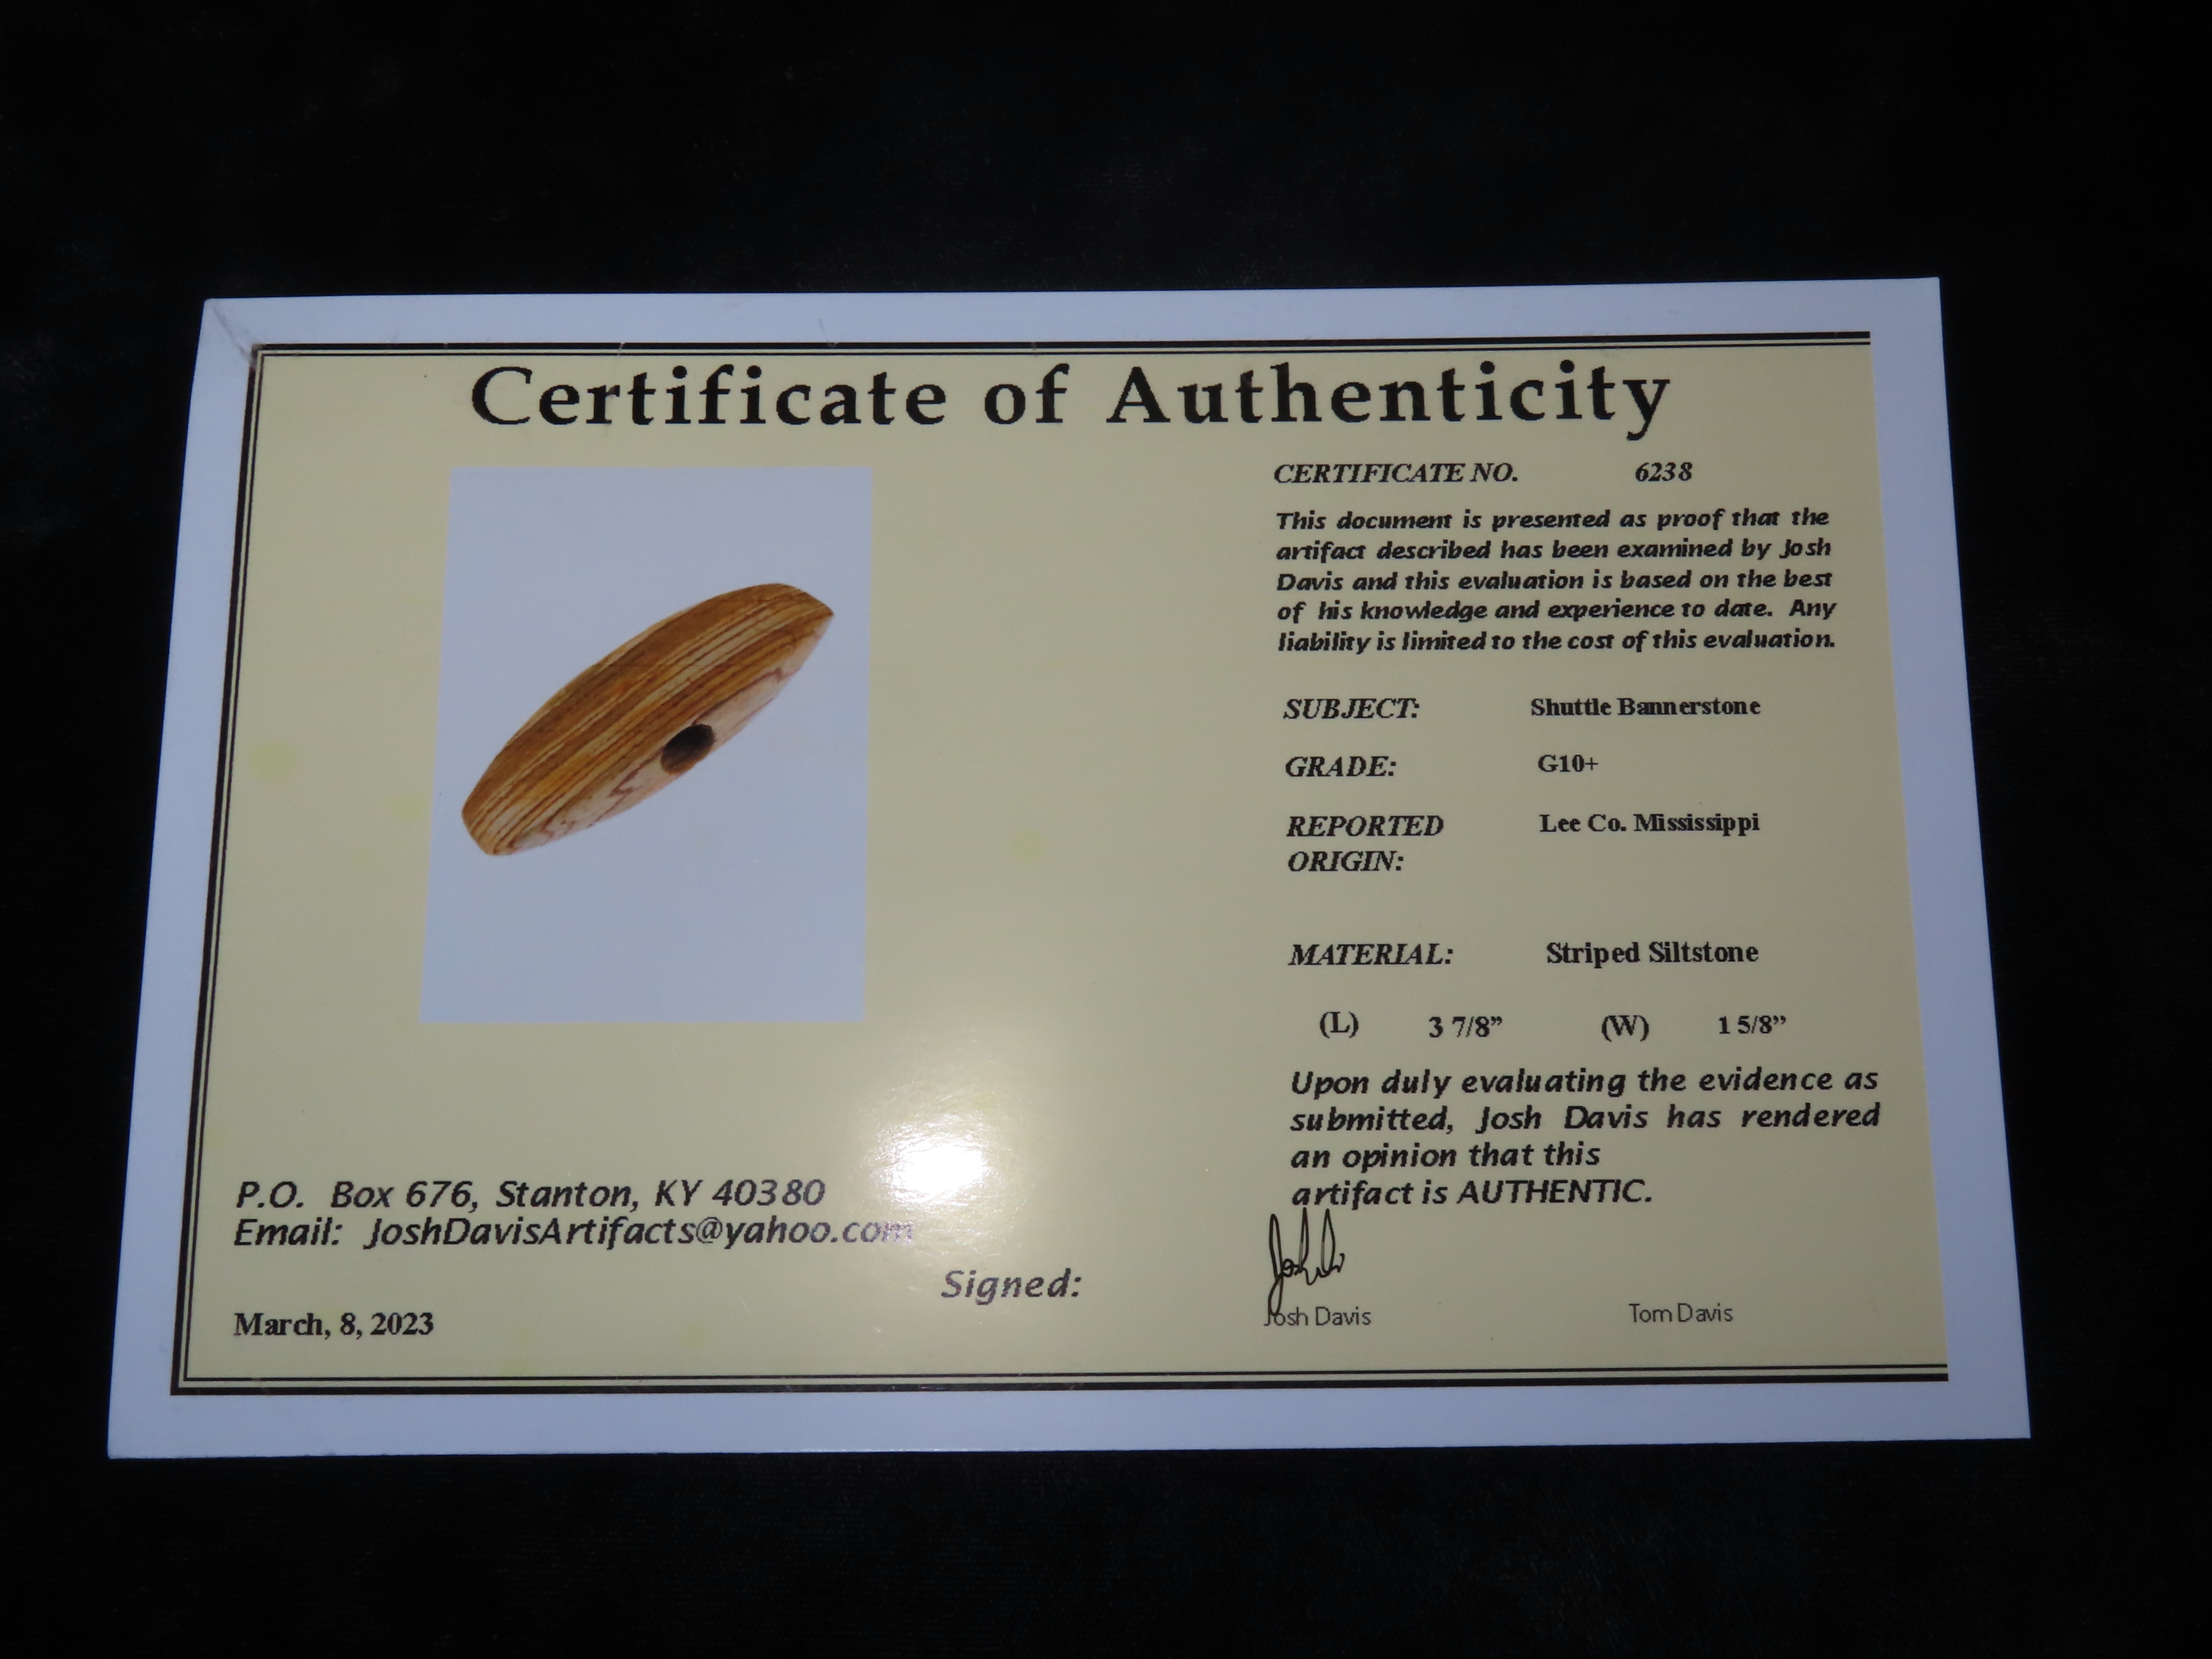 Certificate of Authenticity
CERTIFICATE NO. 6238
This document is presented as proof that the
artifact described has been examined by Josh
Davis and this evaluation is based on the best
of his knowledge and experience to date. Any
liability is limited to the cost of this evaluation.
SUBJECT: Shuttle Bannerstone
GRADE: G10+
REPORTED Lee Co. Mississippi
ORIGIN:
MATERIAL: Striped Siltstone
(L) 3 7/8” (W) 1 5/8”
Upon duly evaluating the evidence as
submitted, Josh Davis has rendered
an opinion that this
artifact is AUTHENTIC.
P.O. Box 676, Stanton, KY 40380
Email: JoshDavisArtifacts@yahoo.com
Signed:
Josh Davis Tom Davis
March, 8, 2023